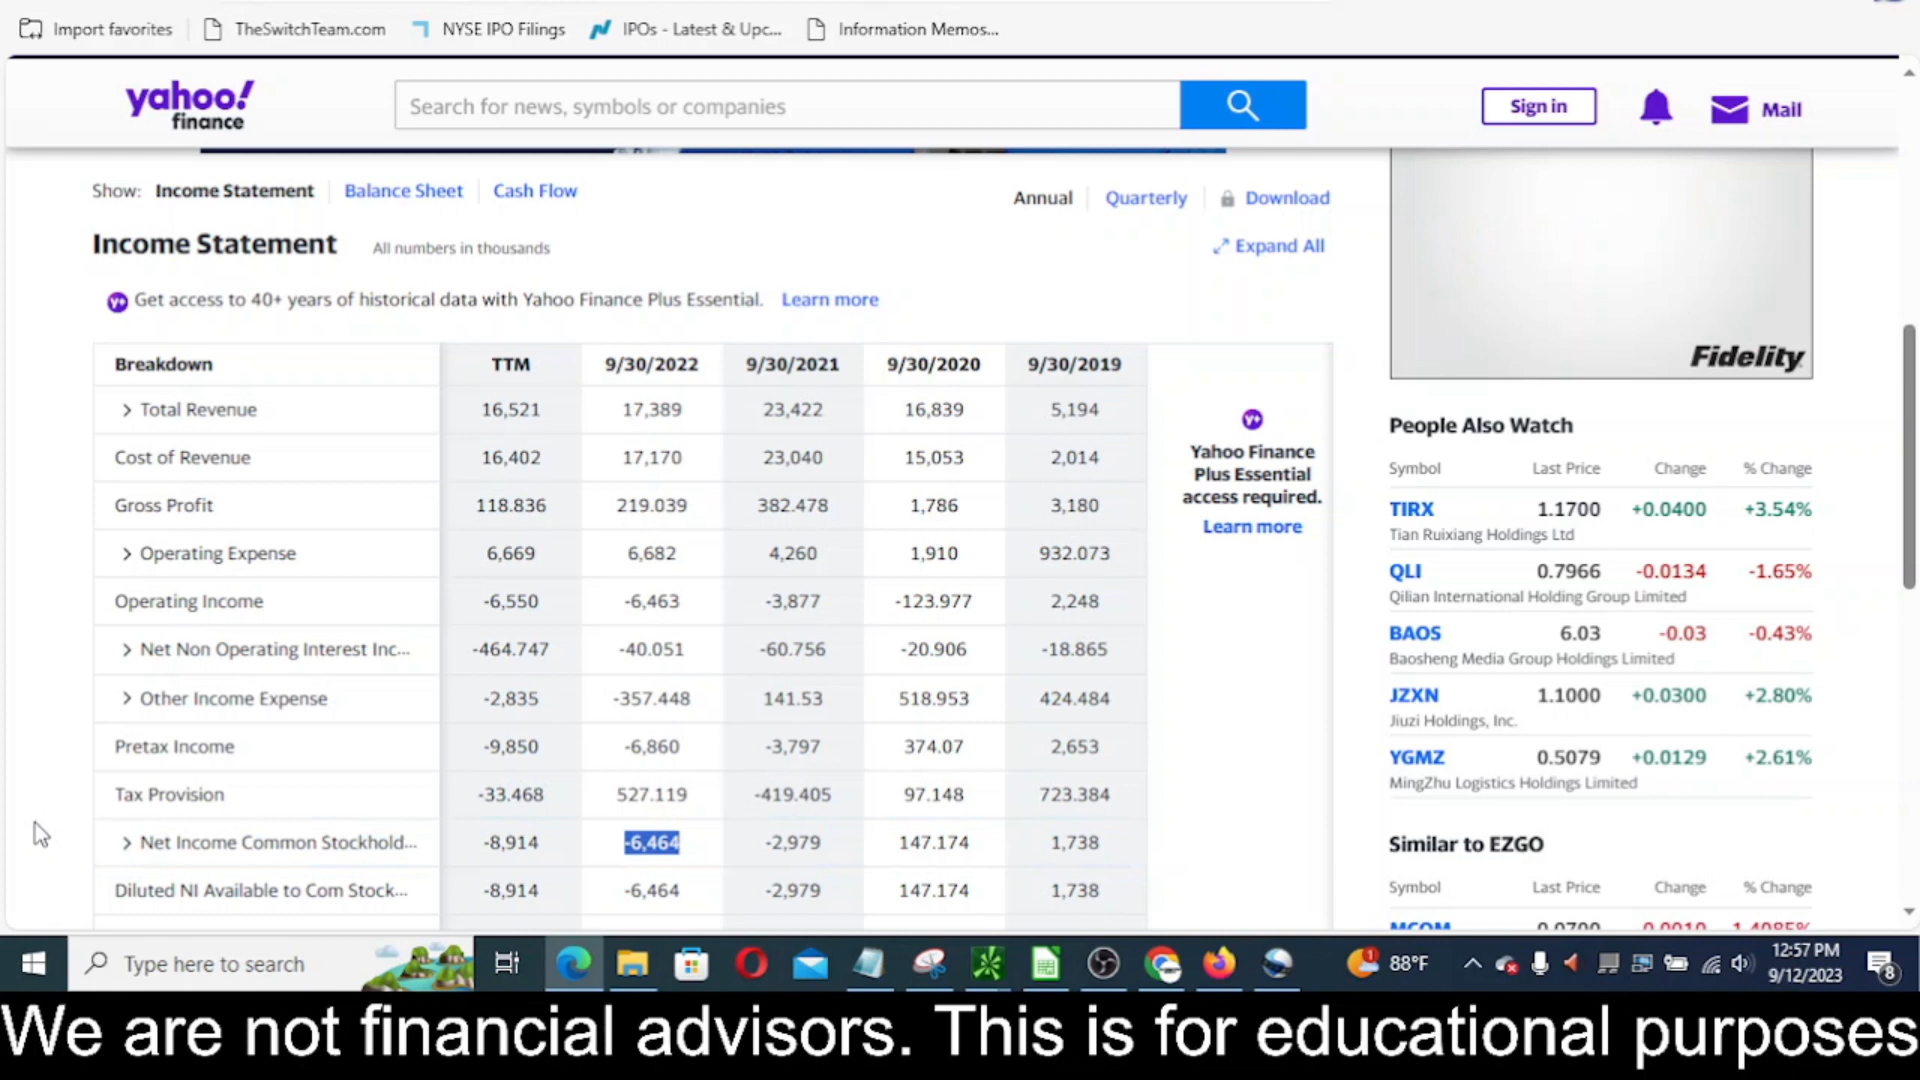 Import favorites TheSwitchTeam.com NYSE IPO Filings IPOs - Latest & Upc... Information Memos...
yahoo!
finance
Search for news, symbols or companies
Sign in
Mail
Show: Income Statement Balance Sheet Cash Flow
Annual Quarterly Download
Income Statement All numbers in thousands
Expand All
y+ Get access to 40+ years of historical data with Yahoo Finance Plus Essential. Learn more
Breakdown TTM 9/30/2022 9/30/2021 9/30/2020 9/30/2019
> Total Revenue 16,521 17,389 23,422 16,839 5,194
Cost of Revenue 16,402 17,170 23,040 15,053 2,014
Gross Profit 118.836 219.039 382.478 1,786 3,180
> Operating Expense 6,669 6,682 4,260 1,910 932.073
Operating Income -6,550 -6,463 -3,877 -123.977 2,248
> Net Non Operating Interest Inc... -464.747 -40.051 -60.756 -20.906 -18.865
> Other Income Expense -2,835 -357.448 141.53 518.953 424.484
Pretax Income -9,850 -6,860 -3,797 374.07 2,653
Tax Provision -33.468 527.119 -419.405 97.148 723.384
> Net Income Common Stockhold... -8,914 -6,464 -2,979 147.174 1,738
Diluted NI Available to Com Stock... -8,914 -6,464 -2,979 147.174 1,738
y+
Yahoo Finance
Plus Essential
access required.
Learn more
Fidelity
People Also Watch
Symbol Last Price Change % Change
TIRX 1.1700 +0.0400 +3.54%
Tian Ruixiang Holdings Ltd
QLI 0.7966 -0.0134 -1.65%
Qilian International Holding Group Limited
BAOS 6.03 -0.03 -0.43%
Baosheng Media Group Holdings Limited
JZXN 1.1000 +0.0300 +2.80%
Jiuzi Holdings, Inc.
YGMZ 0.5079 +0.0129 +2.61%
MingZhu Logistics Holdings Limited
Similar to EZGO
Symbol Last Price Change % Change
Type here to search
1 88°F
12:57 PM
9/12/2023
8
We are not financial advisors. This is for educational purposes